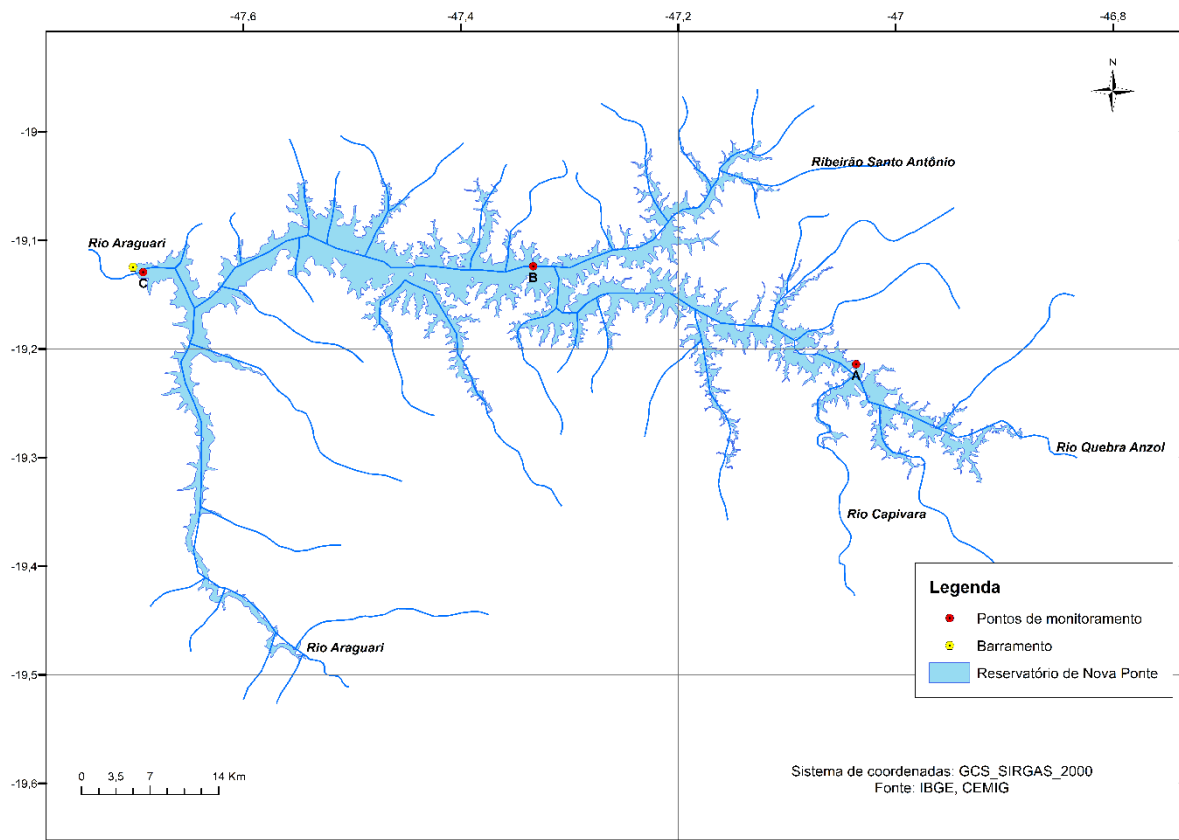 -47,6 -47,4 -47,2 -47 -46,8
N
-19
Ribeirão Santo Antônio
-19,1
Rio Araguari
C
B
-19,2
A
-19,3
Rio Quebra Anzol
-19,4
Rio Capivara
Legenda
Pontos de monitoramento
Barramento
Reservatório de Nova Ponte
Rio Araguari
-19,5
-19,6
0 3,5 7 14 Km
Sistema de coordenadas: GCS_SIRGAS_2000
Fonte: IBGE, CEMIG